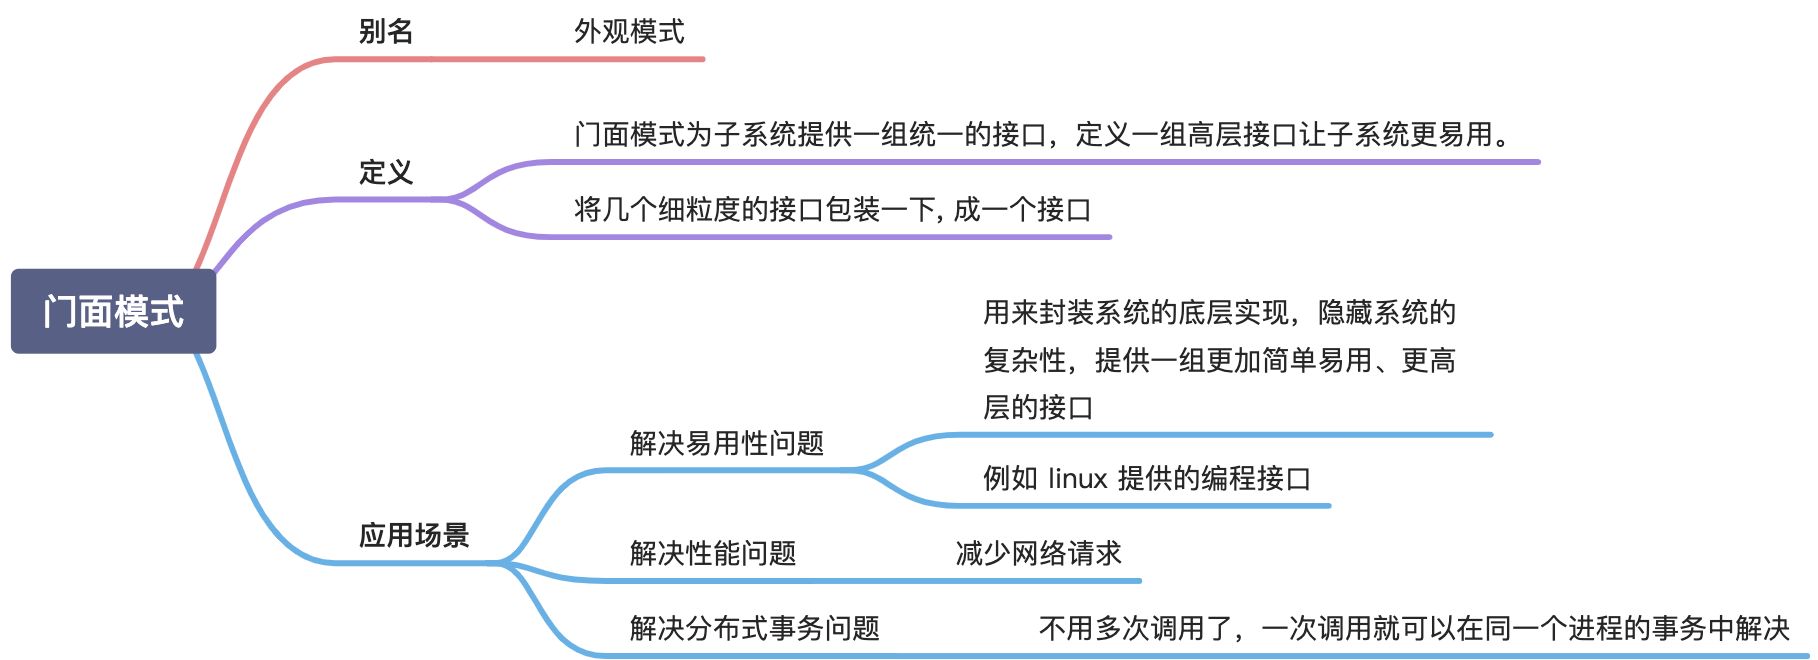 别名
外观模式
门面模式为子系统提供一组统一的接口，定义一组高层接口让子系统更易用。
定义
将几个细粒度的接口包装一下, 成一个接口
门面模式
用来封装系统的底层实现，隐藏系统的
复杂性，提供一组更加简单易用、更高
层的接口
解决易用性问题
例如 linux 提供的编程接口
应用场景
解决性能问题
减少网络请求
解决分布式事务问题
不用多次调用了，一次调用就可以在同一个进程的事务中解决